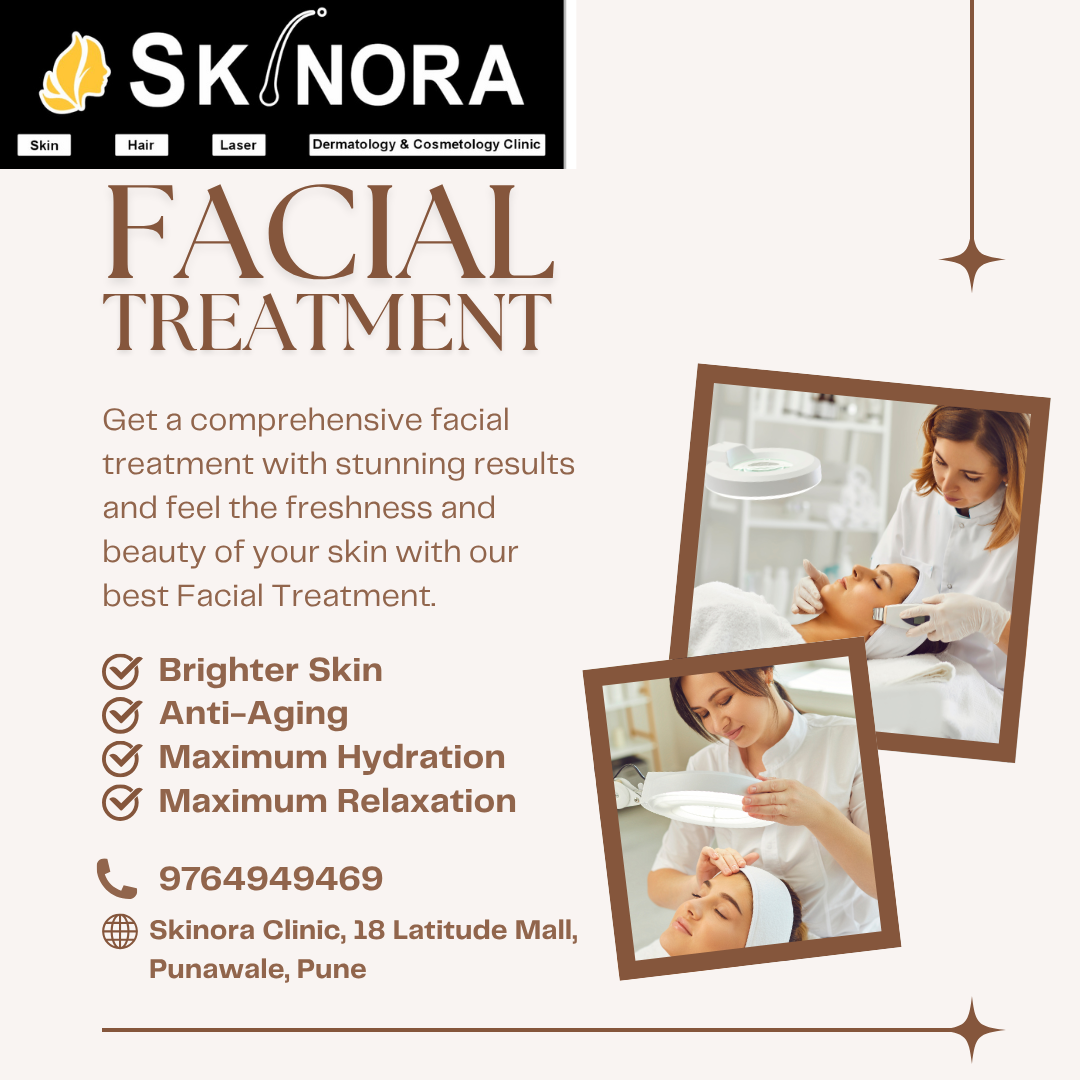 SKINORA
Skin Hair Laser Dermatology & Cosmetology Clinic
FACIAL
TREATMENT
Get a comprehensive facial
treatment with stunning results
and feel the freshness and
beauty of your skin with our
best Facial Treatment.
Brighter Skin
Anti-Aging
Maximum Hydration
Maximum Relaxation
9764949469
Skinora Clinic, 18 Latitude Mall,
Punawale, Pune